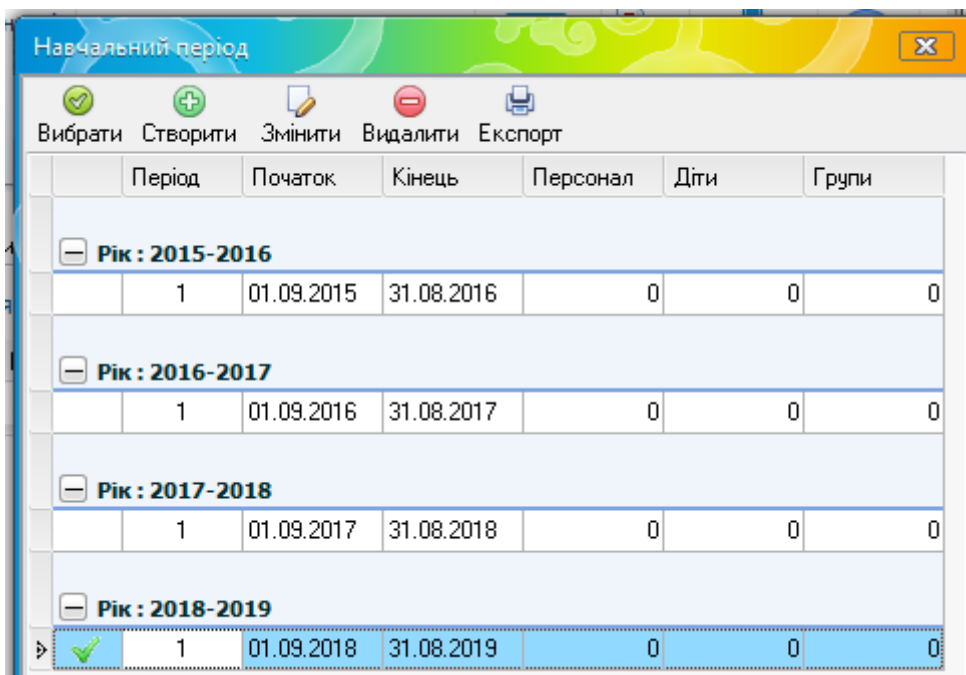 Навчальний період
Вибрати Створити Змінити Видалити Експорт
Період Початок Кінець Персонал Діти Групи
Рік : 2015-2016
1 01.09.2015 31.08.2016 0 0 0
Рік : 2016-2017
1 01.09.2016 31.08.2017 0 0 0
Рік : 2017-2018
1 01.09.2017 31.08.2018 0 0 0
Рік : 2018-2019
1 01.09.2018 31.08.2019 0 0 0